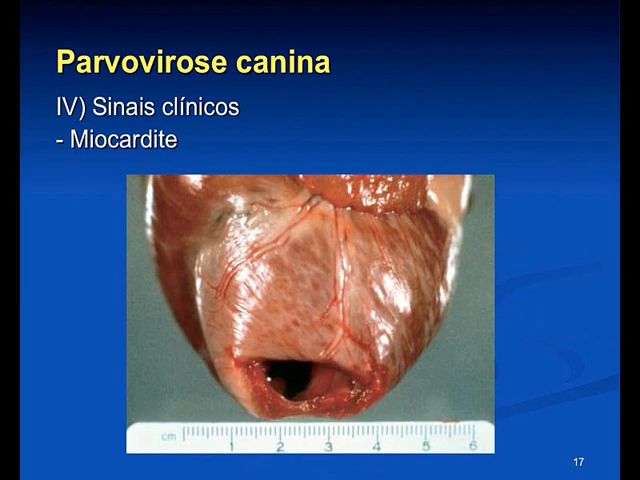 Parvovirose canina
IV) Sinais clínicos
- Miocardite
cm 1 2 3 4 5 6
17